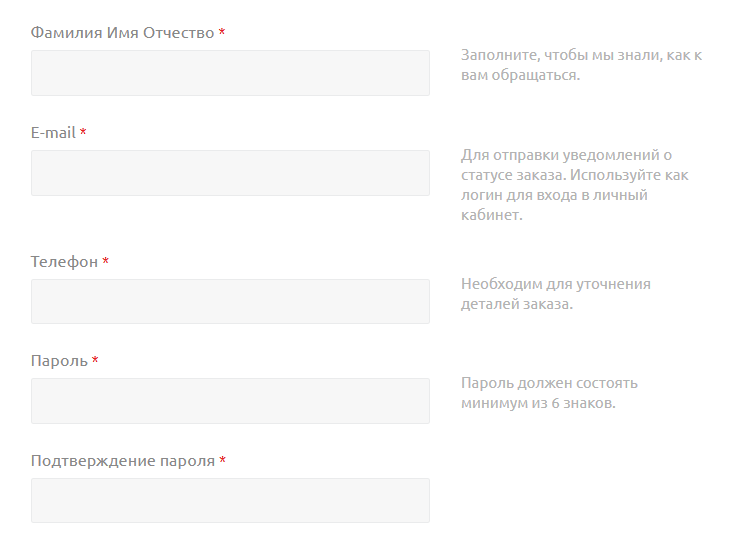 Фамилия Имя Отчество *
Заполните, чтобы мы знали, как к
вам обращаться.
E-mail *
Для отправки уведомлений о
статусе заказа. Используйте как
логин для входа в личный
кабинет.
Телефон *
Необходим для уточнения
деталей заказа.
Пароль *
Пароль должен состоять
минимум из 6 знаков.
Подтверждение пароля *